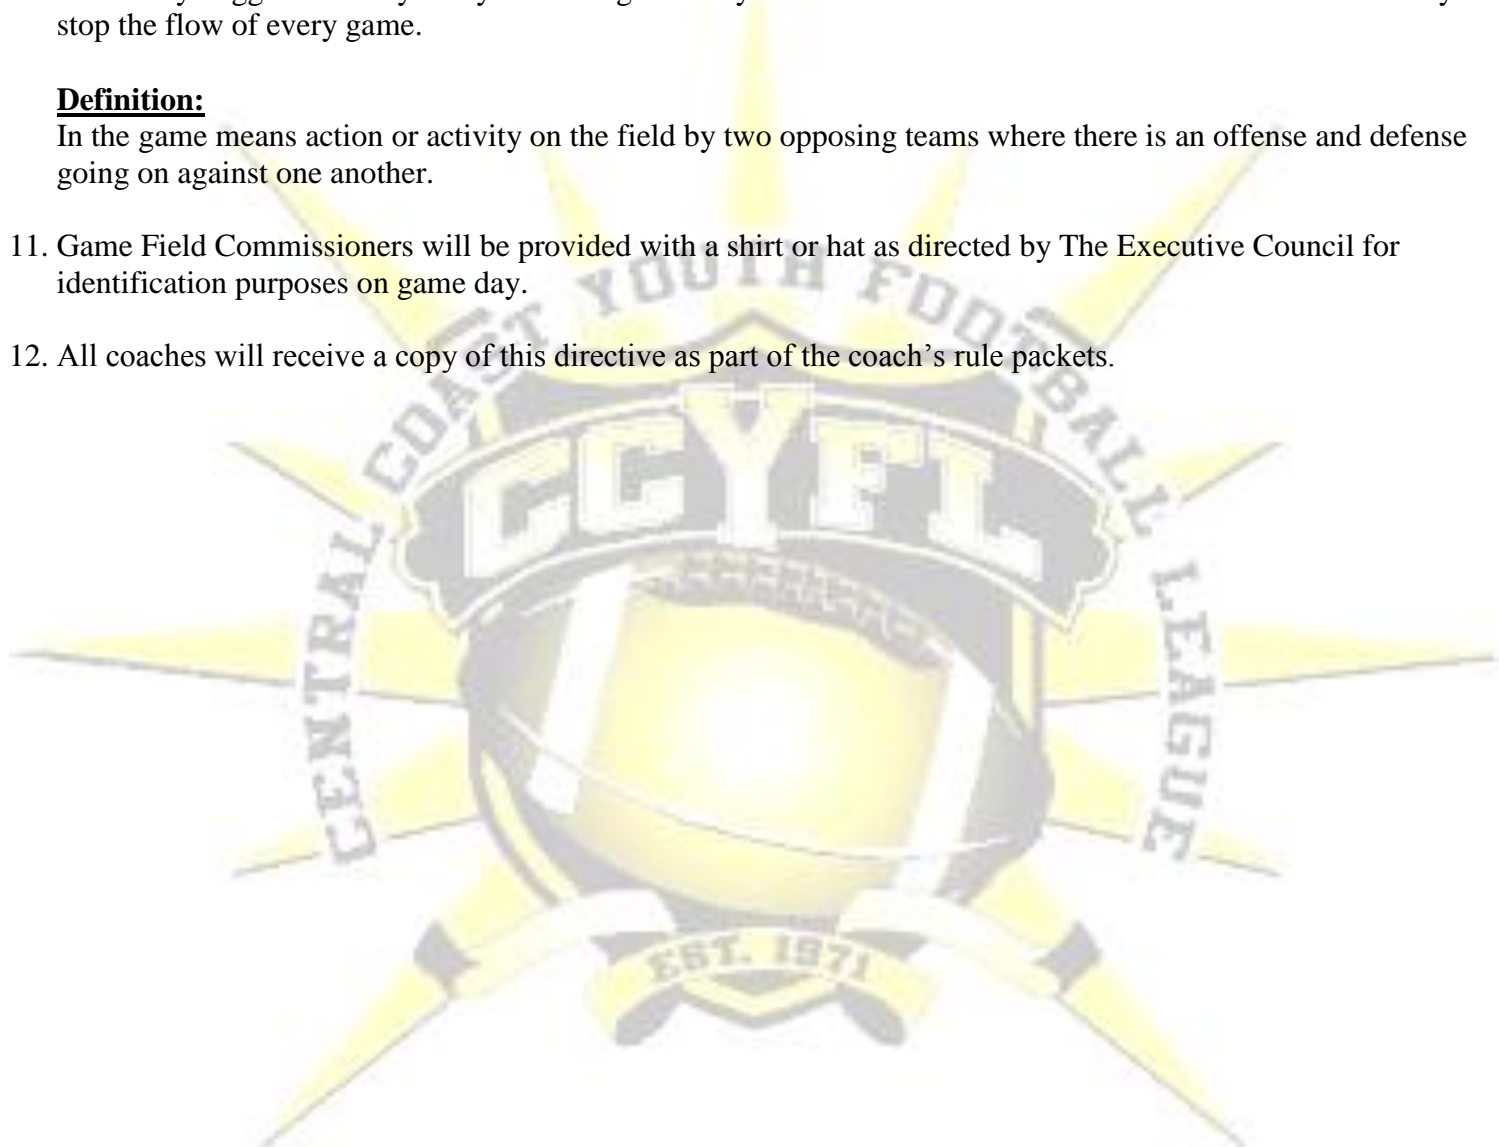 stop the flow of every game.
Definition:
In the game means action or activity on the field by two opposing teams where there is an offense and defense
going on against one another.
11. Game Field Commissioners will be provided with a shirt or hat as directed by The Executive Council for
identification purposes on game day.
12. All coaches will receive a copy of this directive as part of the coach’s rule packets.
CENTRAL COAST YOUTH FOOTBALL LEAGUE
CCYFL
EST. 1971